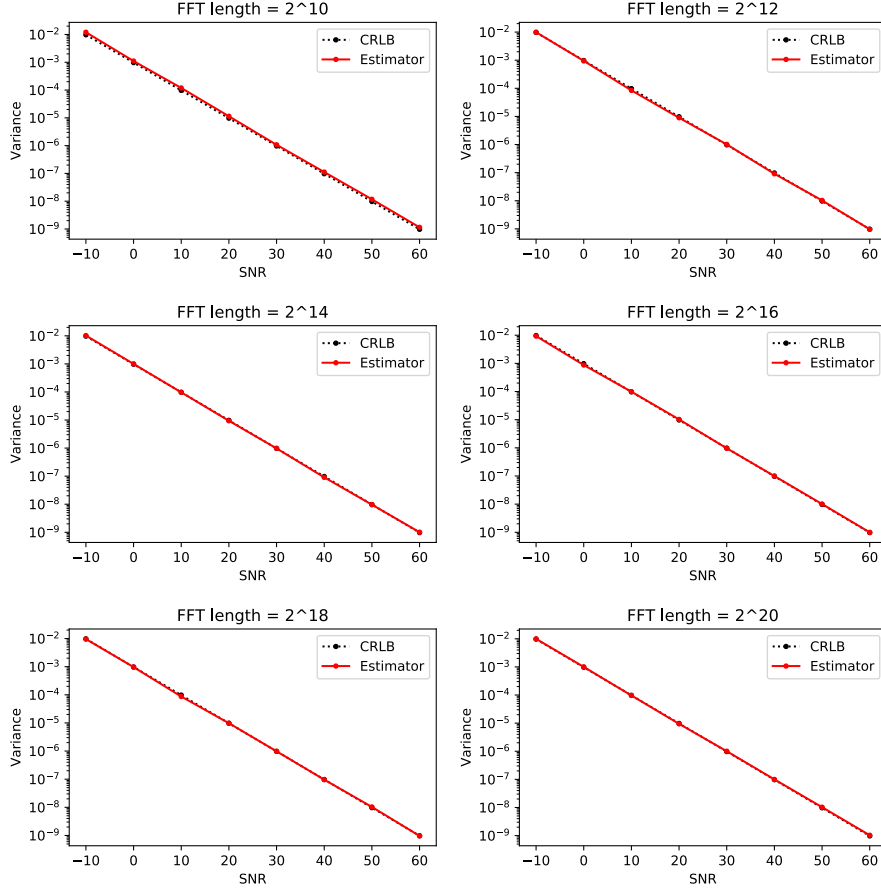 FFT length = 2^10
CRLB
Estimator
Variance
10⁻²
10⁻³
10⁻⁴
10⁻⁵
10⁻⁶
10⁻⁷
10⁻⁸
10⁻⁹
−10 0 10 20 30 40 50 60
SNR
FFT length = 2^12
CRLB
Estimator
Variance
10⁻²
10⁻³
10⁻⁴
10⁻⁵
10⁻⁶
10⁻⁷
10⁻⁸
10⁻⁹
−10 0 10 20 30 40 50 60
SNR
FFT length = 2^14
CRLB
Estimator
Variance
10⁻²
10⁻³
10⁻⁴
10⁻⁵
10⁻⁶
10⁻⁷
10⁻⁸
10⁻⁹
−10 0 10 20 30 40 50 60
SNR
FFT length = 2^16
CRLB
Estimator
Variance
10⁻²
10⁻³
10⁻⁴
10⁻⁵
10⁻⁶
10⁻⁷
10⁻⁸
10⁻⁹
−10 0 10 20 30 40 50 60
SNR
FFT length = 2^18
CRLB
Estimator
Variance
10⁻²
10⁻³
10⁻⁴
10⁻⁵
10⁻⁶
10⁻⁷
10⁻⁸
10⁻⁹
−10 0 10 20 30 40 50 60
SNR
FFT length = 2^20
CRLB
Estimator
Variance
10⁻²
10⁻³
10⁻⁴
10⁻⁵
10⁻⁶
10⁻⁷
10⁻⁸
10⁻⁹
−10 0 10 20 30 40 50 60
SNR